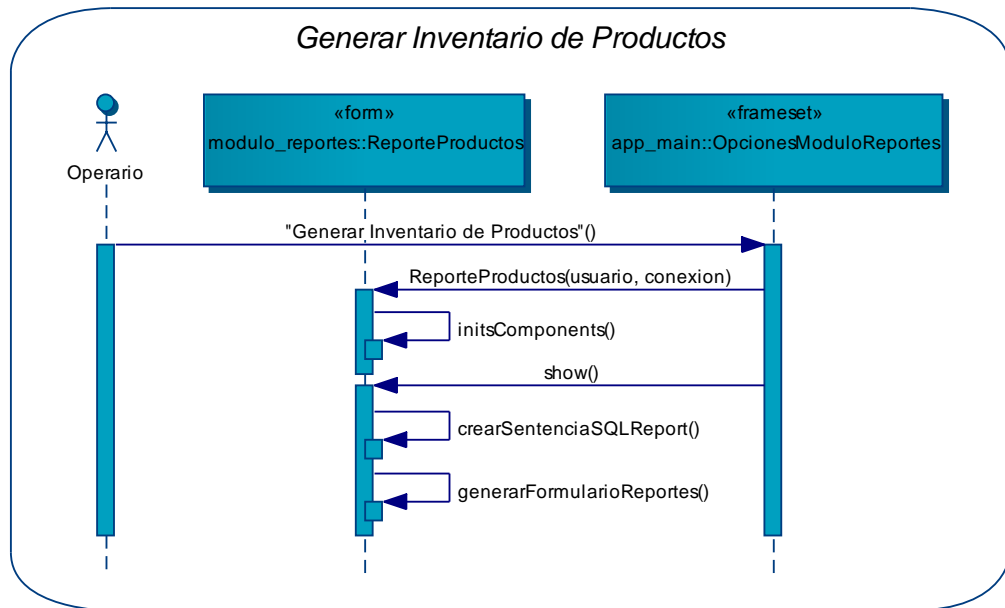 Generar Inventario de Productos
«form»
modulo_reportes::ReporteProductos
«frameset»
app_main::OpcionesModuloReportes
Operario
"Generar Inventario de Productos"()
ReporteProductos(usuario, conexion)
initsComponents()
show()
crearSentenciaSQLReport()
generarFormularioReportes()